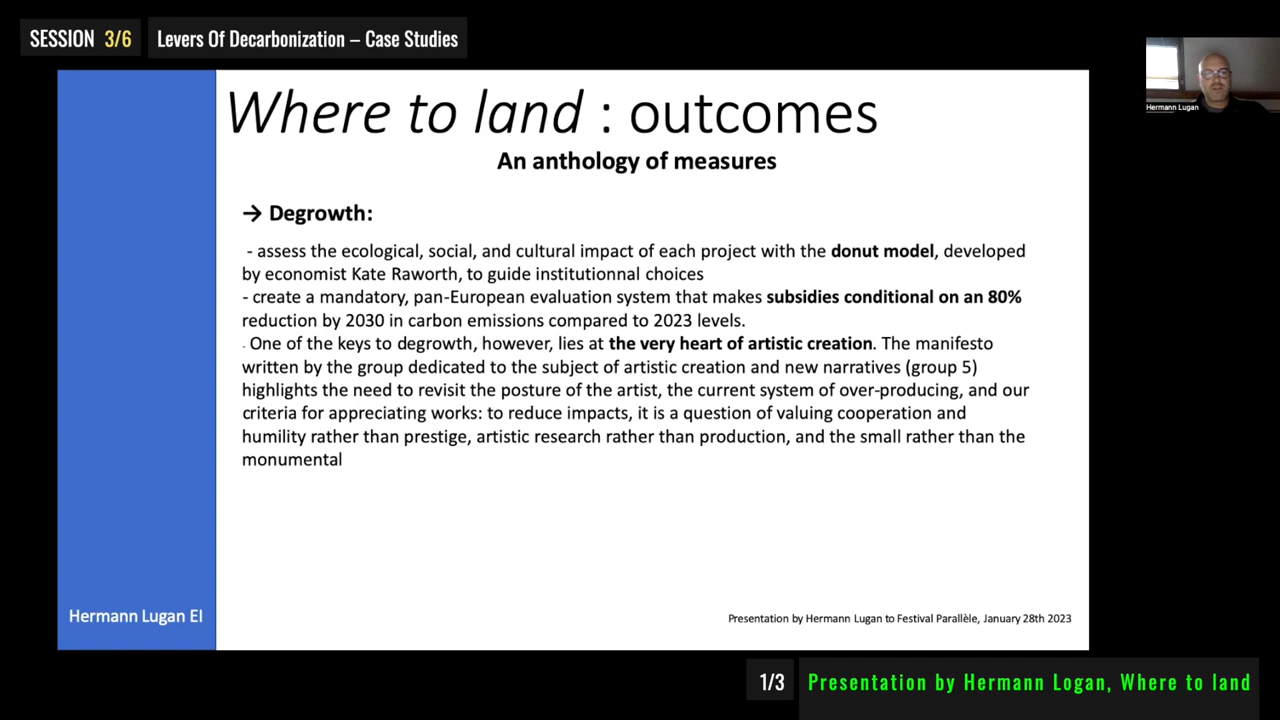 SESSION 3/6
Levers Of Decarbonization – Case Studies
Hermann Lugan
Where to land : outcomes
An anthology of measures
→ Degrowth:
- assess the ecological, social, and cultural impact of each project with the donut model, developed
by economist Kate Raworth, to guide institutionnal choices
- create a mandatory, pan-European evaluation system that makes subsidies conditional on an 80%
reduction by 2030 in carbon emissions compared to 2023 levels.
- One of the keys to degrowth, however, lies at the very heart of artistic creation. The manifesto
written by the group dedicated to the subject of artistic creation and new narratives (group 5)
highlights the need to revisit the posture of the artist, the current system of over-producing, and our
criteria for appreciating works: to reduce impacts, it is a question of valuing cooperation and
humility rather than prestige, artistic research rather than production, and the small rather than the
monumental
Hermann Lugan EI
Presentation by Hermann Lugan to Festival Parallèle, January 28th 2023
1/3
Presentation by Hermann Logan, Where to land